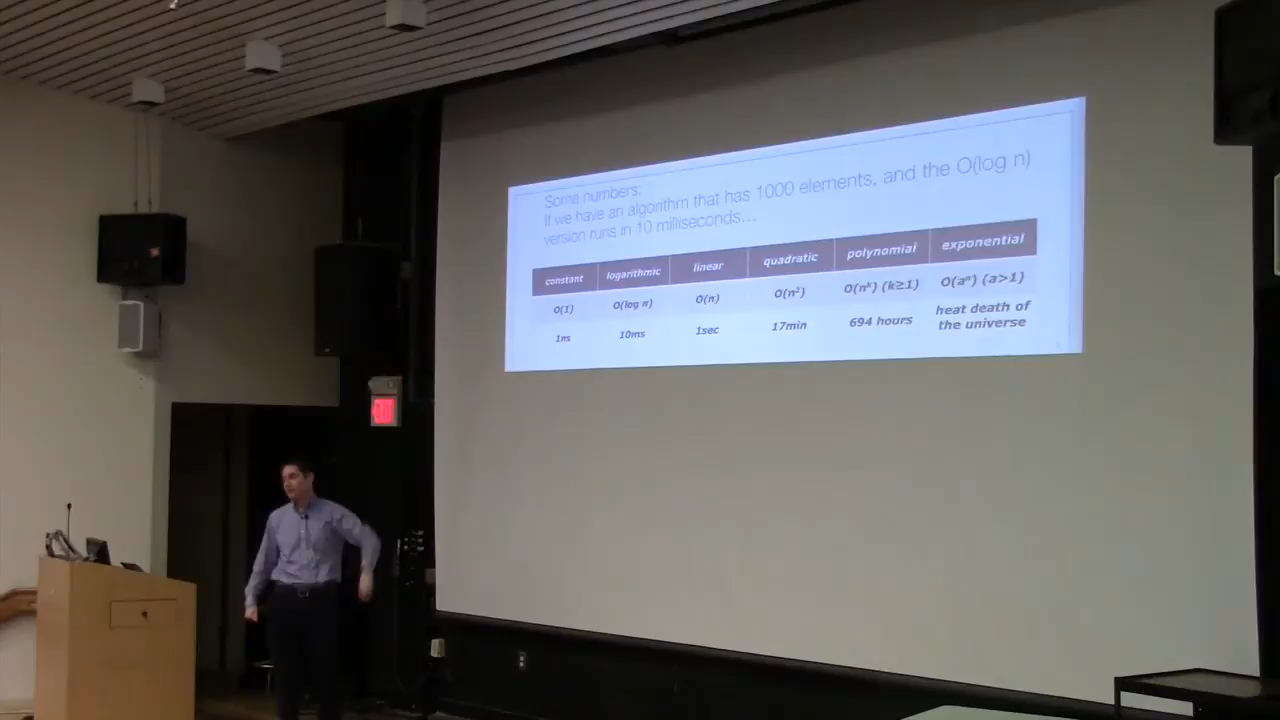 Some numbers:
If we have an algorithm that has 1000 elements, and the O(log n)
version runs in 10 milliseconds...
constant logarithmic linear quadratic polynomial exponential
O(1) O(log n) O(n) O(n²) O(nᵏ) (k≥1) O(aⁿ) (a>1)
1ns 10ms 1sec 17min 694 hours heat death of
the universe